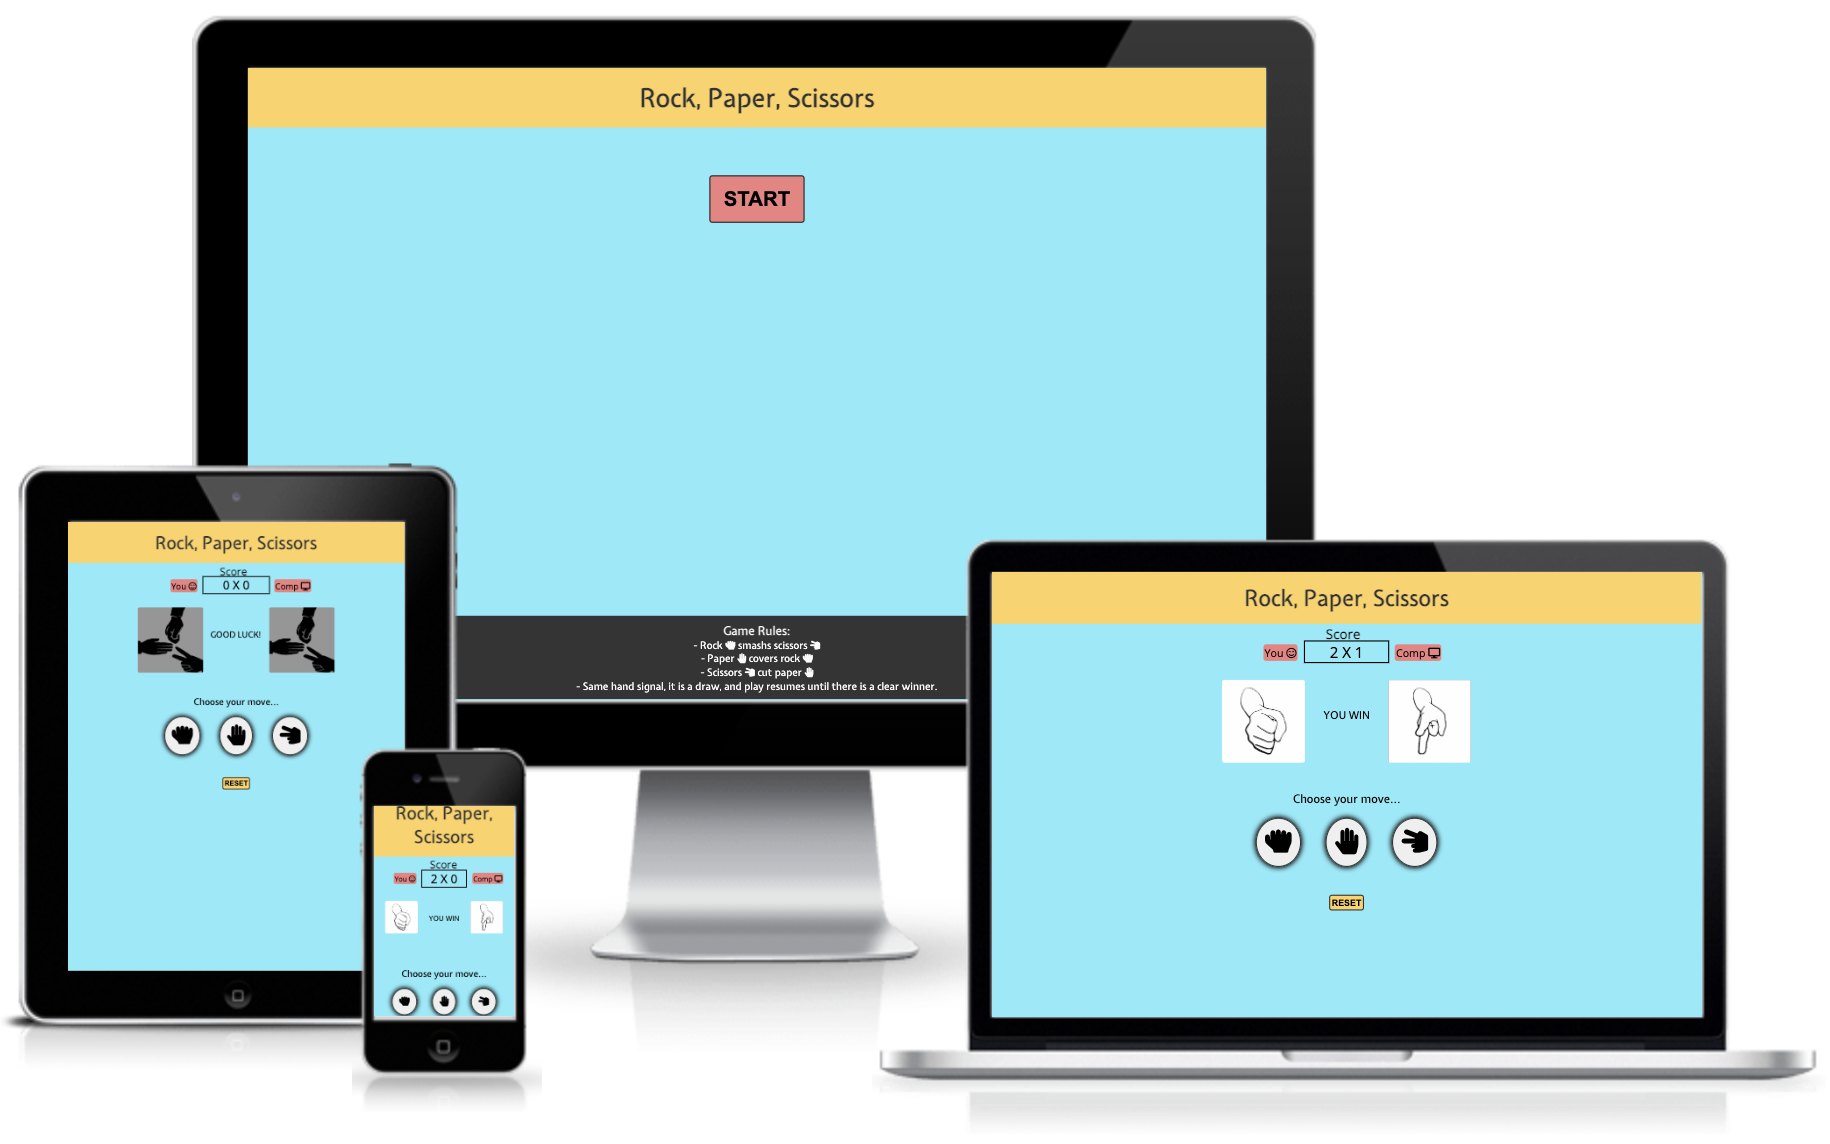 Rock, Paper, Scissors
START
Game Rules:
- Rock smashs scissors
- Paper covers rock
- Scissors cut paper
- Same hand signal, it is a draw, and play resumes until there is a clear winner.
Rock, Paper, Scissors
Score
You 0 X 0 Comp
GOOD LUCK!
Choose your move...
RESET
Rock, Paper,
Scissors
Score
You 2 X 0 Comp
YOU WIN
Choose your move...
Rock, Paper, Scissors
Score
You 2 X 1 Comp
YOU WIN
Choose your move...
RESET